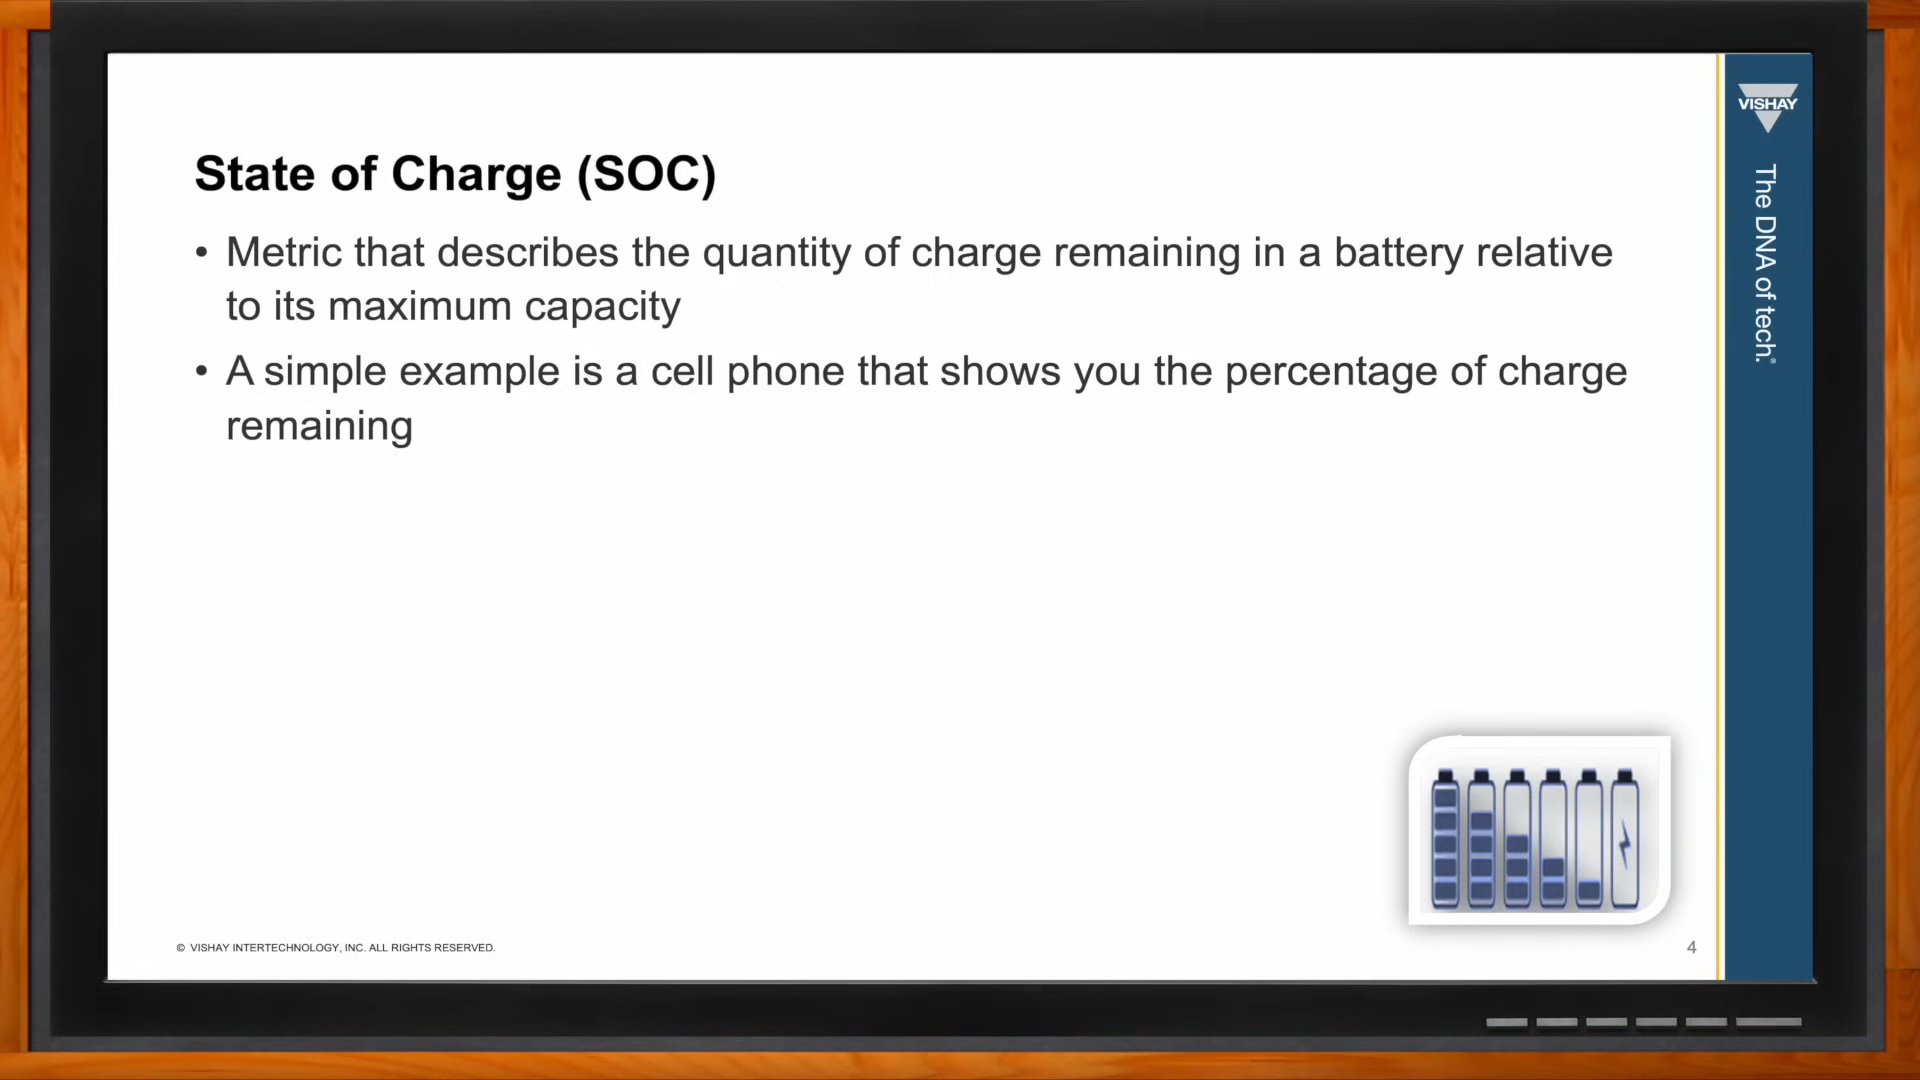 State of Charge (SOC)
• Metric that describes the quantity of charge remaining in a battery relative
to its maximum capacity
• A simple example is a cell phone that shows you the percentage of charge
remaining
© VISHAY INTERTECHNOLOGY, INC. ALL RIGHTS RESERVED.
4
VISHAY
The DNA of tech.®